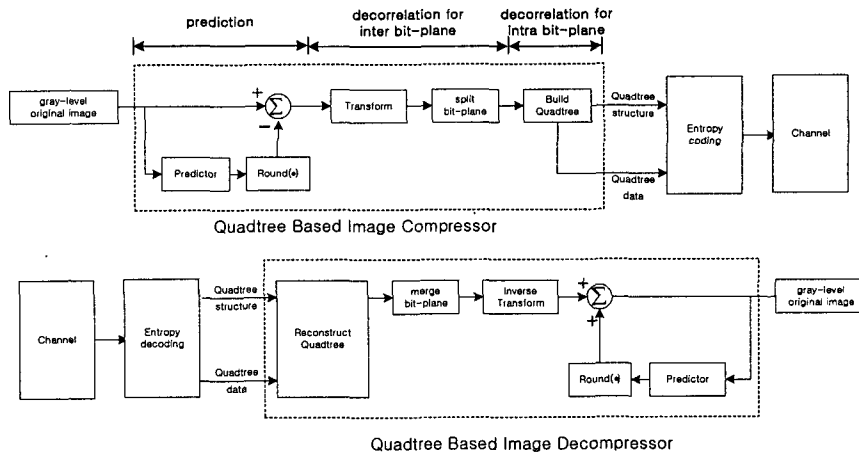 prediction
decorrelation for
inter bit-plane
decorrelation for
intra bit-plane
gray-level
original image
+
Σ
−
Transform
split
bit-plane
Build
Quadtree
Quadtree
structure
Entropy
coding
Channel
Predictor
Round(•)
Quadtree
data
Quadtree Based Image Compressor
Channel
Entropy
decoding
Quadtree
structure
Quadtree
data
Reconstruct
Quadtree
merge
bit-plane
Inverse
Transform
+
Σ
+
gray-level
original image
Round(•)
Predictor
Quadtree Based Image Decompressor